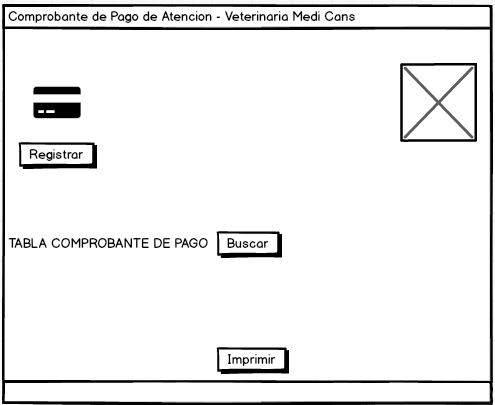 Comprobante de Pago de Atencion - Veterinaria Medi Cans
Registrar
TABLA COMPROBANTE DE PAGO Buscar
Imprimir